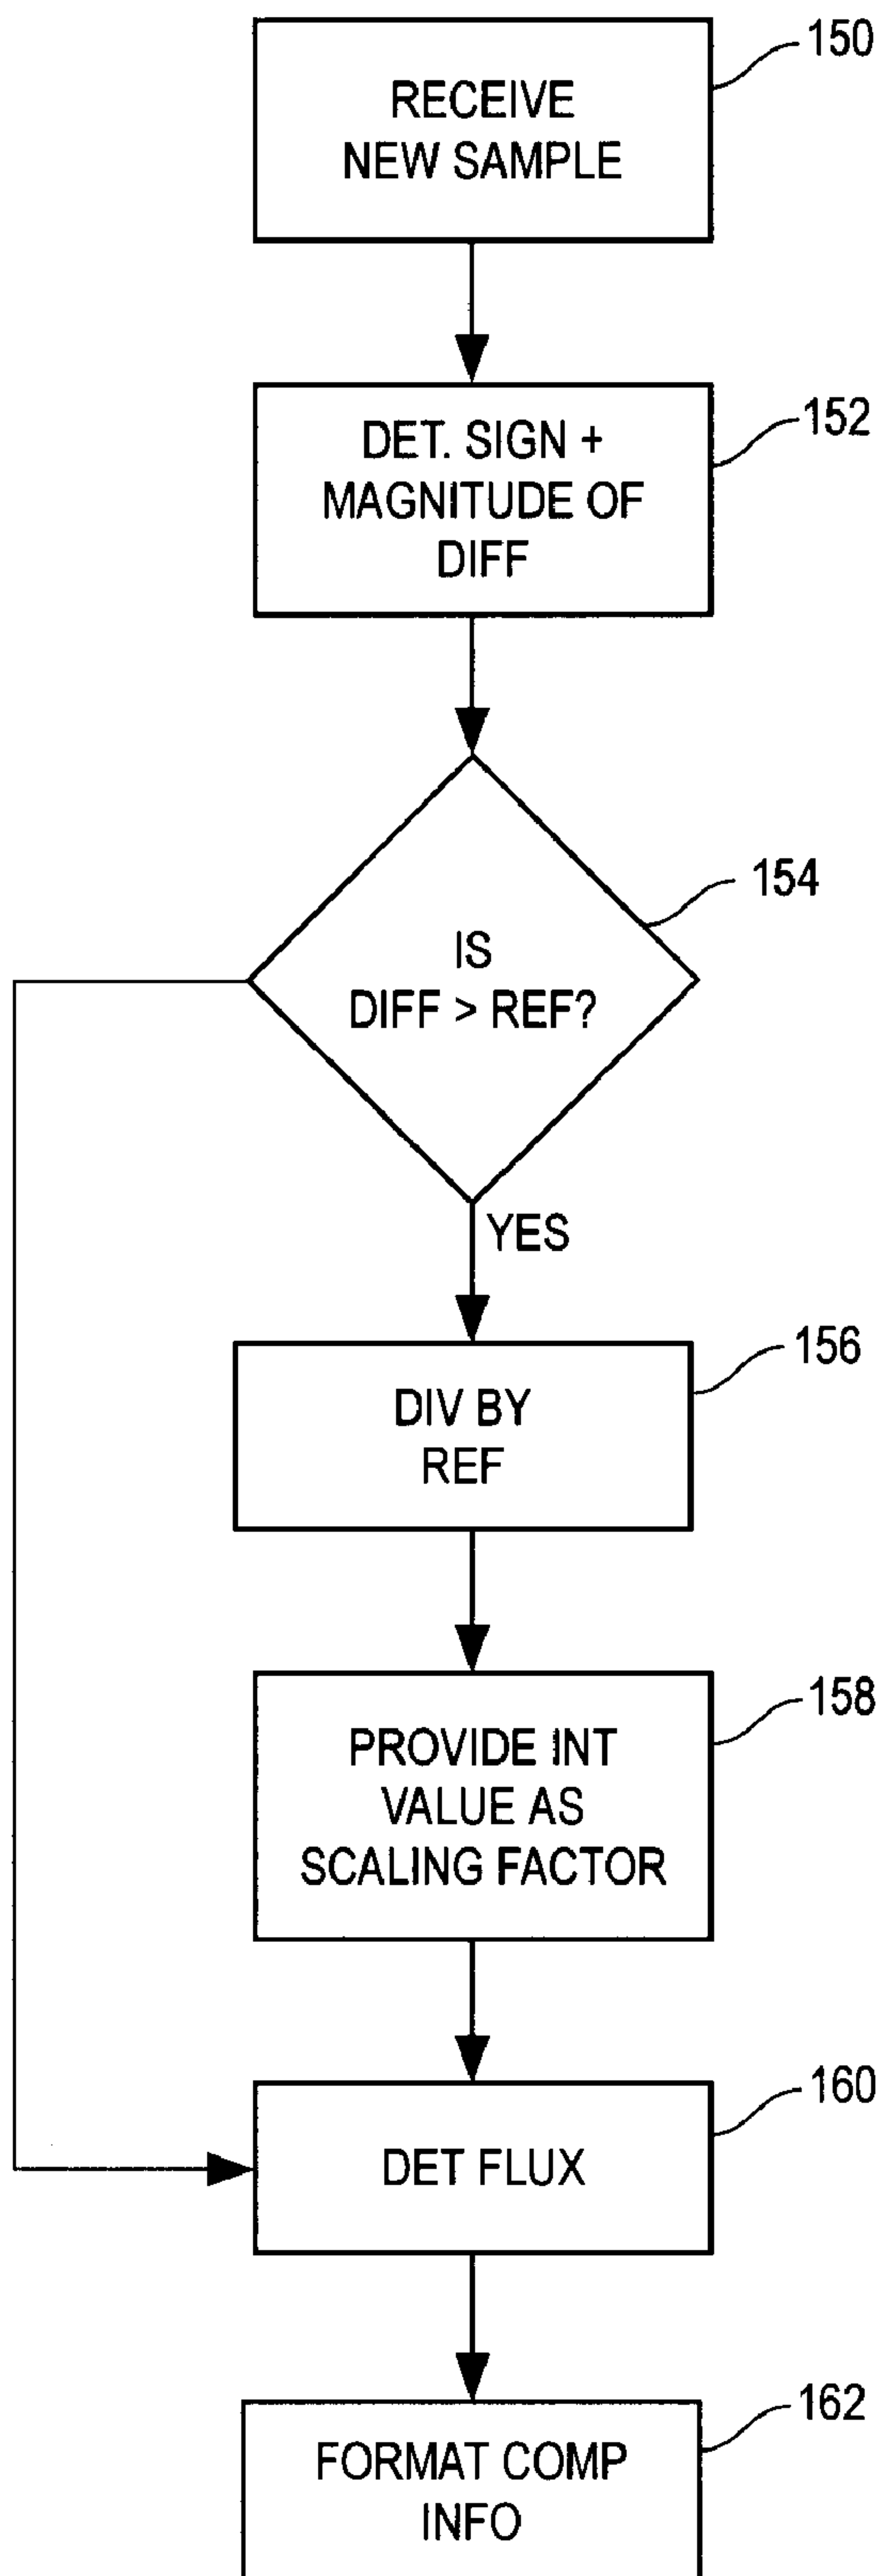 150
RECEIVE
NEW SAMPLE
152
DET. SIGN +
MAGNITUDE OF
DIFF
154
IS
DIFF > REF?
YES
156
DIV BY
REF
158
PROVIDE INT
VALUE AS
SCALING FACTOR
160
DET FLUX
162
FORMAT COMP
INFO